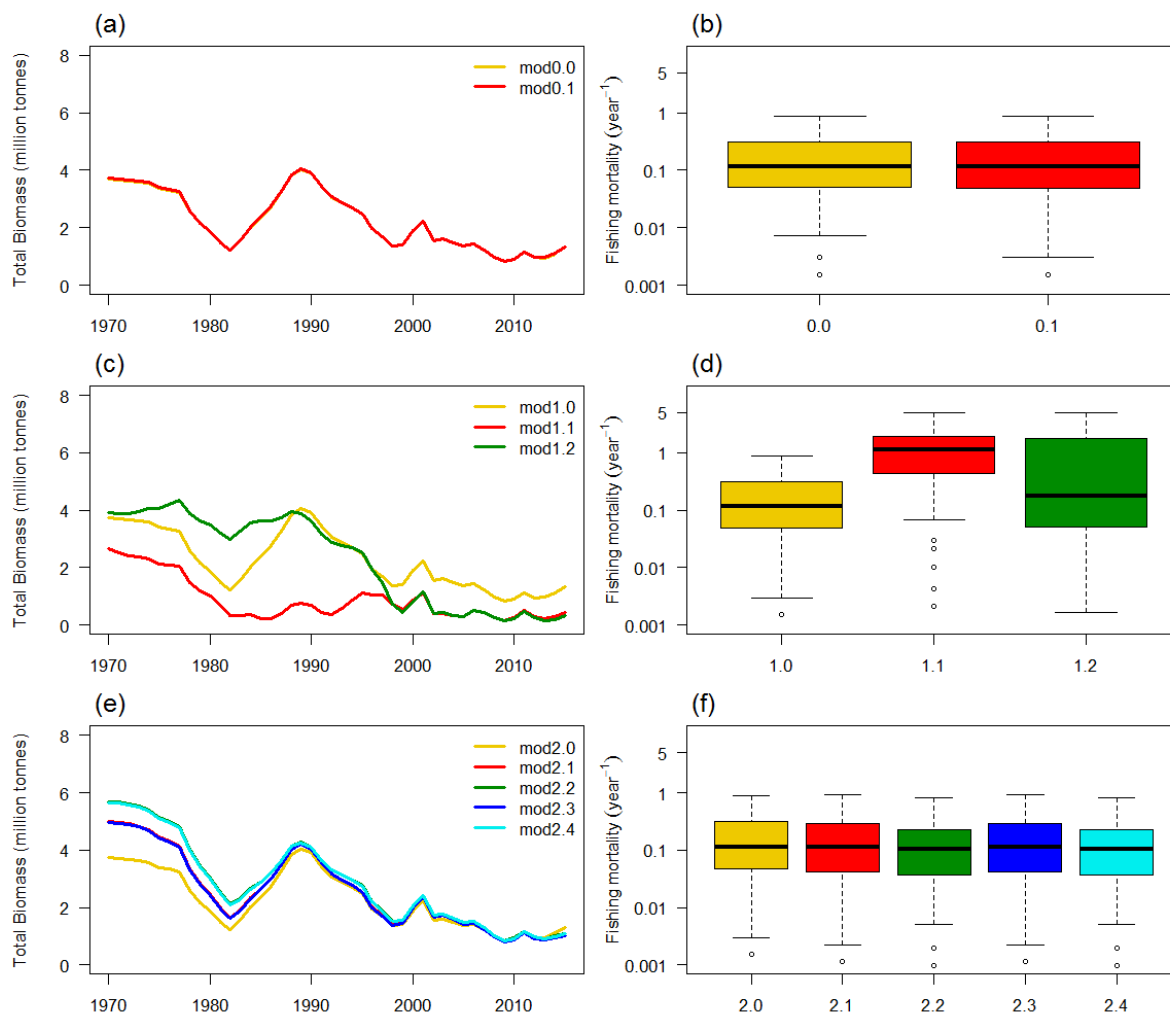 (a)
Total Biomass (million tonnes)
8
6
4
2
0
1970 1980 1990 2000 2010
mod0.0
mod0.1
(b)
Fishing mortality (year⁻¹)
5
1
0.1
0.01
0.001
0.0 0.1
(c)
Total Biomass (million tonnes)
8
6
4
2
0
1970 1980 1990 2000 2010
mod1.0
mod1.1
mod1.2
(d)
Fishing mortality (year⁻¹)
5
1
0.1
0.01
0.001
1.0 1.1 1.2
(e)
Total Biomass (million tonnes)
8
6
4
2
0
1970 1980 1990 2000 2010
mod2.0
mod2.1
mod2.2
mod2.3
mod2.4
(f)
Fishing mortality (year⁻¹)
5
1
0.1
0.01
0.001
2.0 2.1 2.2 2.3 2.4